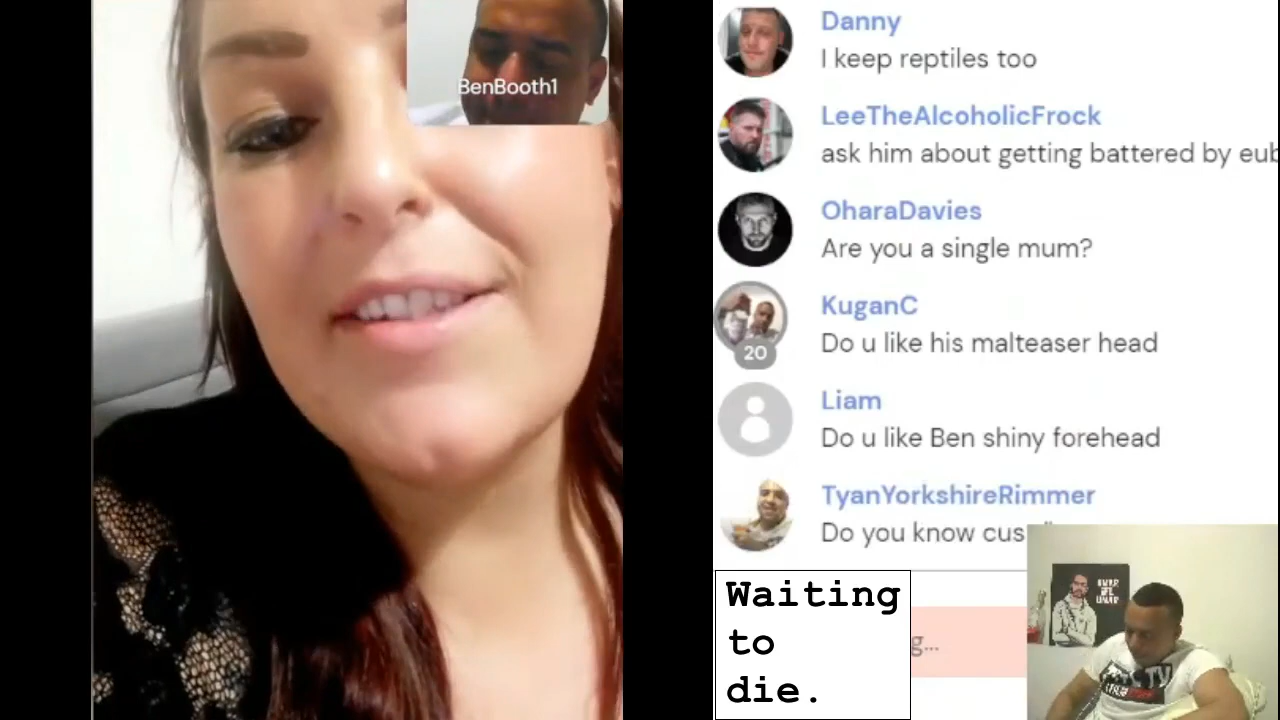 BenBooth1
Danny
I keep reptiles too
LeeTheAlcoholicFrock
ask him about getting battered by eub
OharaDavies
Are you a single mum?
KuganC
20
Do u like his malteaser head
Liam
Do u like Ben shiny forehead
TyanYorkshireRimmer
Do you know cus
Waiting
to
die.
g...